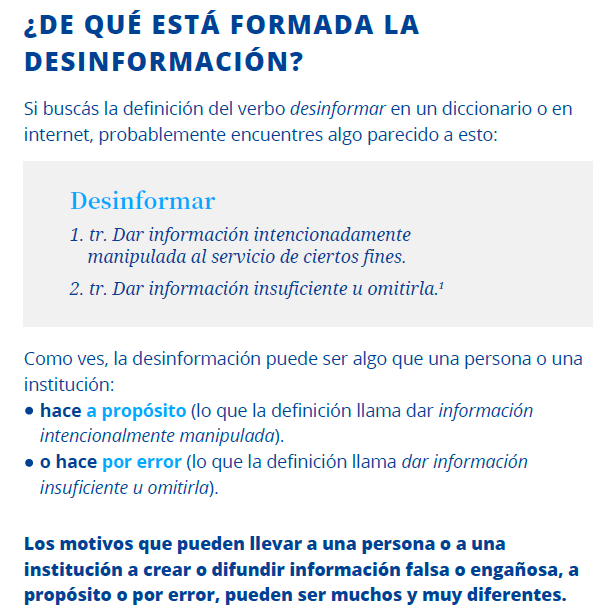 ¿DE QUÉ ESTÁ FORMADA LA
DESINFORMACIÓN?
Si buscás la definición del verbo desinformar en un diccionario o en
internet, probablemente encuentres algo parecido a esto:
Desinformar
1. tr. Dar información intencionadamente
manipulada al servicio de ciertos fines.
2. tr. Dar información insuficiente u omitirla.¹
Como ves, la desinformación puede ser algo que una persona o una
institución:
● hace a propósito (lo que la definición llama dar información
intencionalmente manipulada).
● o hace por error (lo que la definición llama dar información
insuficiente u omitirla).
Los motivos que pueden llevar a una persona o a una
institución a crear o difundir información falsa o engañosa, a
propósito o por error, pueden ser muchos y muy diferentes.